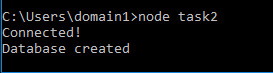 C:\Users\domain1>node task2
Connected!
Database created